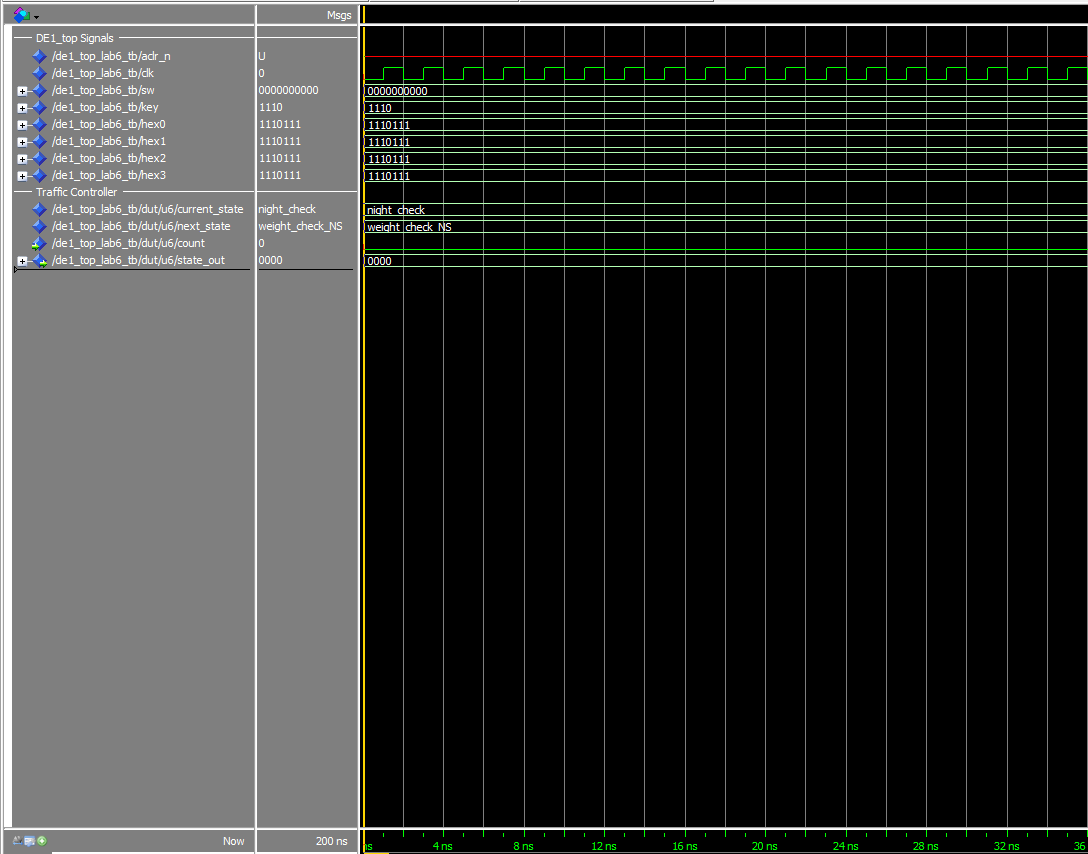 Msgs
DE1_top Signals
/de1_top_lab6_tb/aclr_n U
/de1_top_lab6_tb/clk 0
/de1_top_lab6_tb/sw 0000000000 0000000000
/de1_top_lab6_tb/key 1110 1110
/de1_top_lab6_tb/hex0 1110111 1110111
/de1_top_lab6_tb/hex1 1110111 1110111
/de1_top_lab6_tb/hex2 1110111 1110111
/de1_top_lab6_tb/hex3 1110111 1110111
Traffic Controller
/de1_top_lab6_tb/dut/u6/current_state night_check night_check
/de1_top_lab6_tb/dut/u6/next_state weight_check_NS weight_check_NS
/de1_top_lab6_tb/dut/u6/count 0
/de1_top_lab6_tb/dut/u6/state_out 0000 0000
Now 200 ns ns 4 ns 8 ns 12 ns 16 ns 20 ns 24 ns 28 ns 32 ns 36